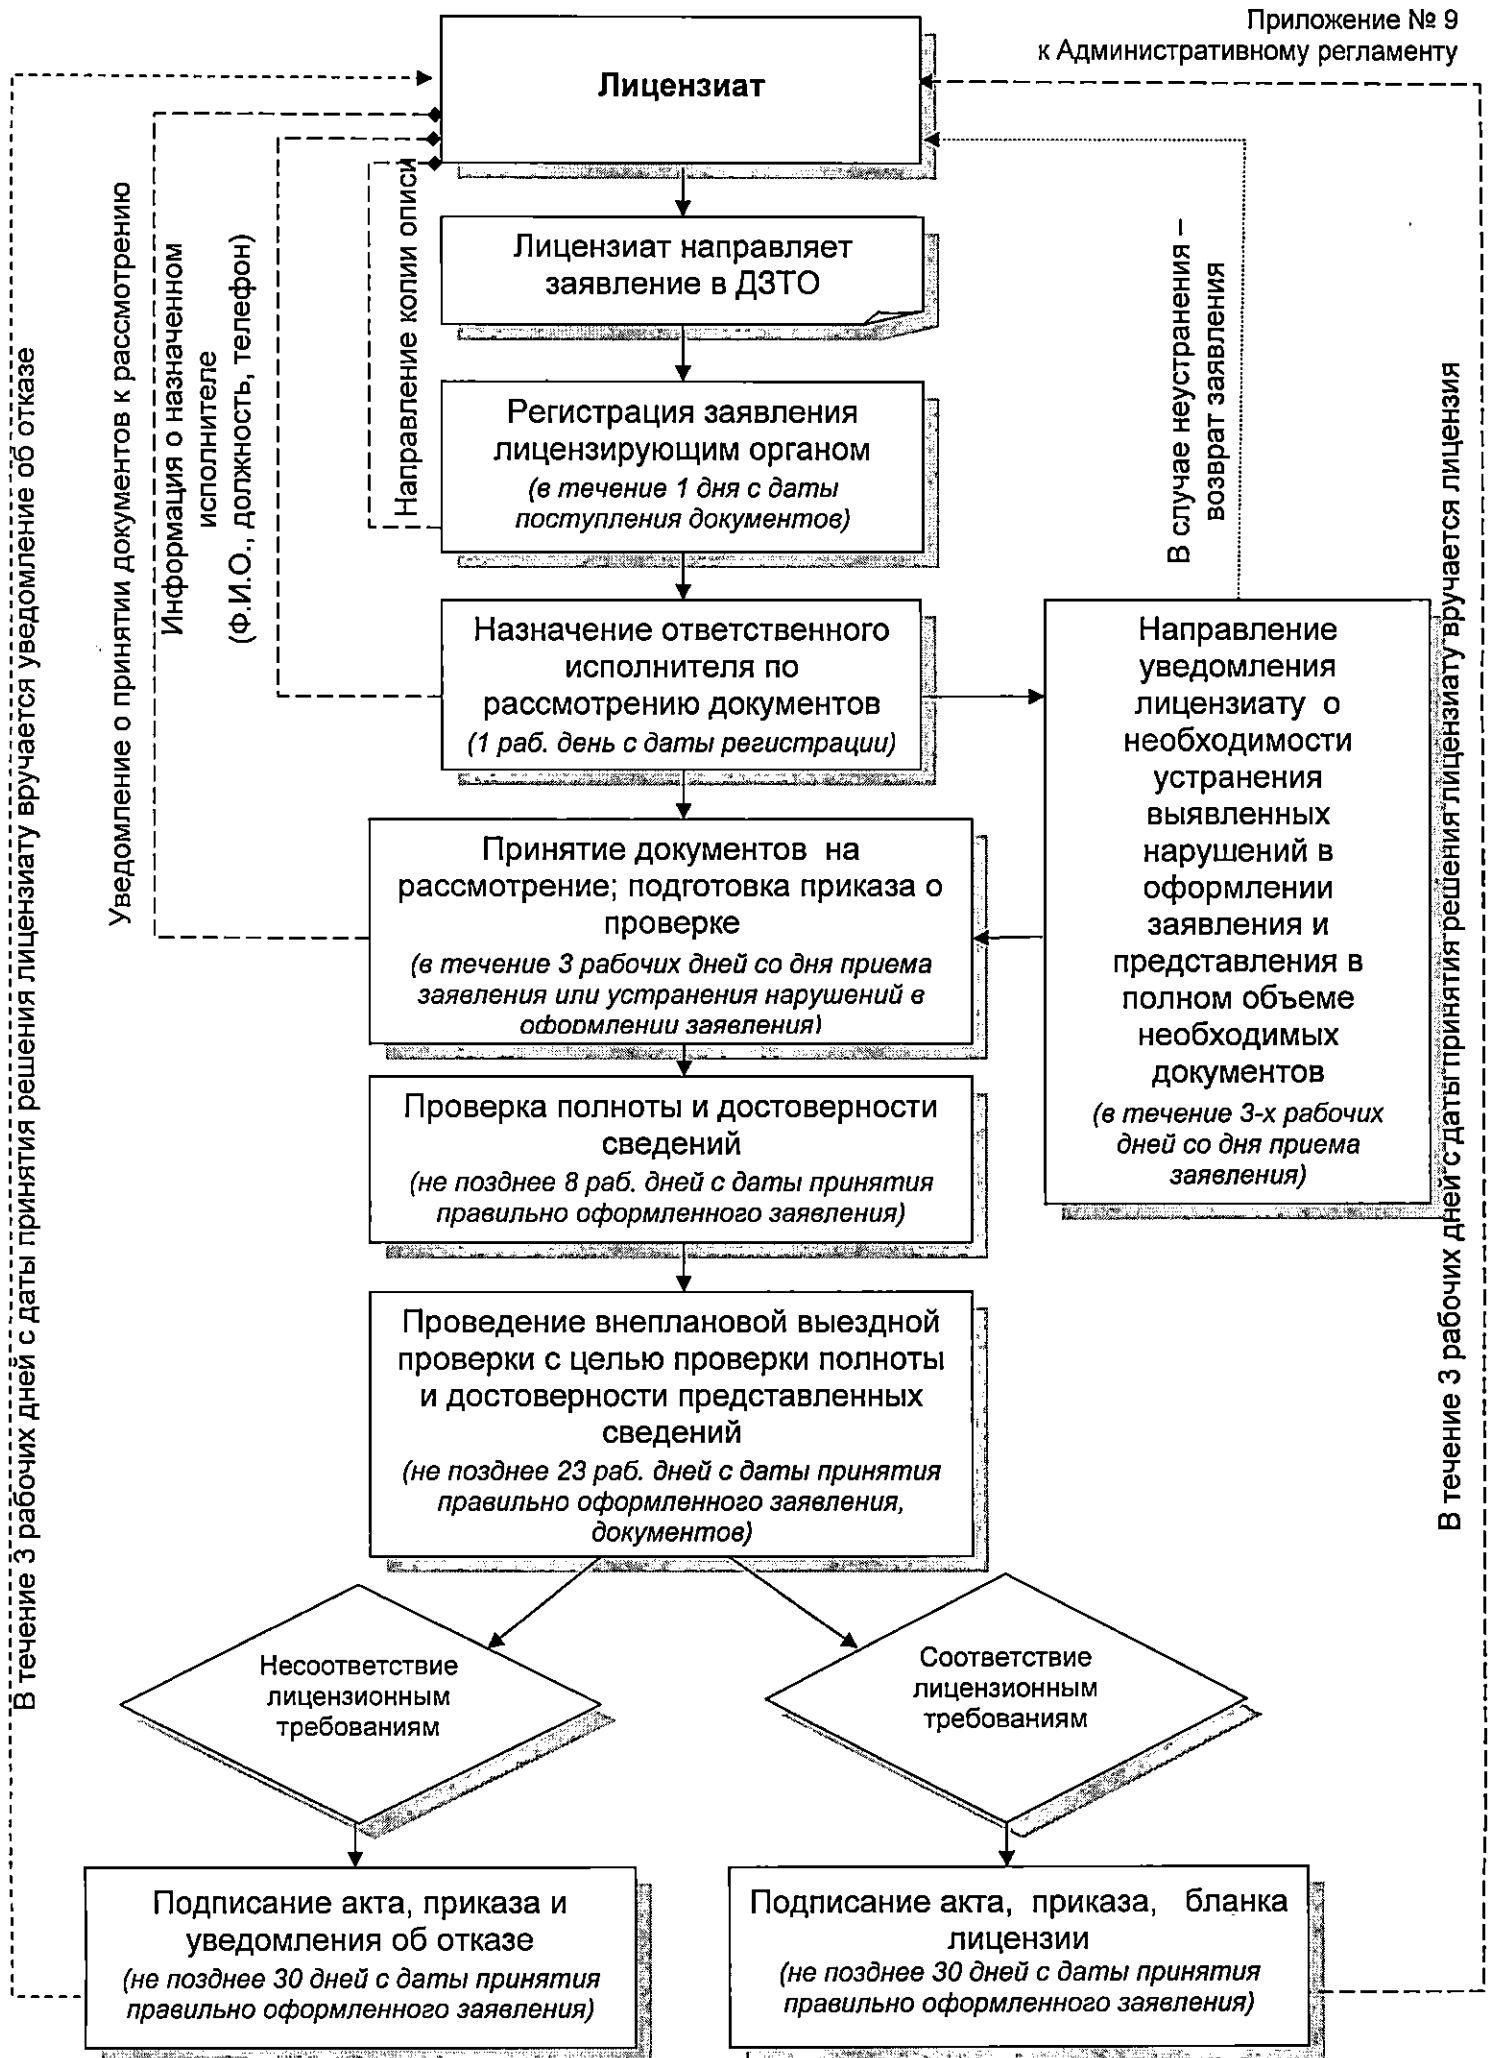 Приложение № 9
к Административному регламенту
Лицензиат
Лицензиат направляет
заявление в ДЗТО
Регистрация заявления
лицензирующим органом
(в течение 1 дня с даты
поступления документов)
Назначение ответственного
исполнителя по
рассмотрению документов
(1 раб. день с даты регистрации)
Направление
уведомления
лицензиату о
необходимости
устранения
выявленных
нарушений в
оформлении
заявления и
представления в
полном объеме
необходимых
документов
(в течение 3-х рабочих
дней со дня приема
заявления)
Принятие документов на
рассмотрение; подготовка приказа о
проверке
(в течение 3 рабочих дней со дня приема
заявления или устранения нарушений в
оформлении заявления)
Проверка полноты и достоверности
сведений
(не позднее 8 раб. дней с даты принятия
правильно оформленного заявления)
Проведение внеплановой выездной
проверки с целью проверки полноты
и достоверности представленных
сведений
(не позднее 23 раб. дней с даты принятия
правильно оформленного заявления,
документов)
Несоответствие
лицензионным
требованиям
Соответствие
лицензионным
требованиям
Подписание акта, приказа и
уведомления об отказе
(не позднее 30 дней с даты принятия
правильно оформленного заявления)
Подписание акта, приказа, бланка
лицензии
(не позднее 30 дней с даты принятия
правильно оформленного заявления)
В течение 3 рабочих дней с даты принятия решения лицензиату вручается уведомление об отказе
Уведомление о принятии документов к рассмотрению
Информация о назначенном
исполнителе
(Ф.И.О., должность, телефон)
Направление копии описи
В случае неустранения –
возврат заявления
В течение 3 рабочих дней с даты принятия решения лицензиату вручается лицензия